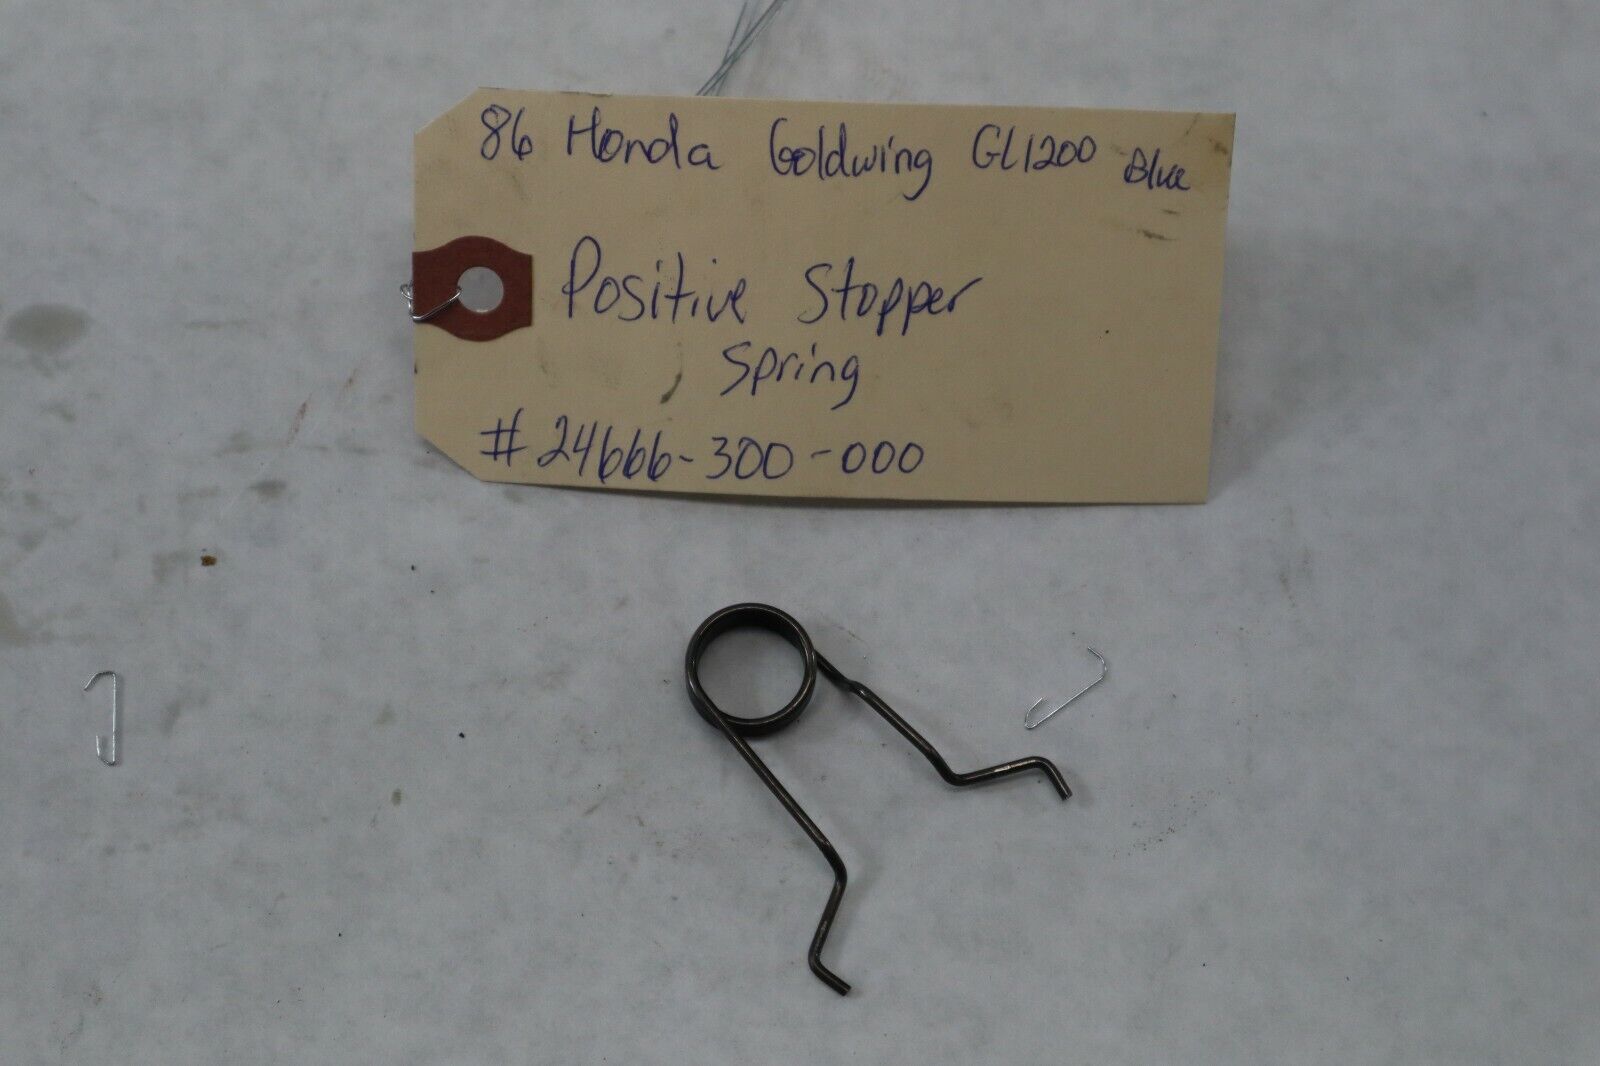 86 Honda Goldwing GL1200 Blue
Positive Stopper
Spring
#24666-300-000